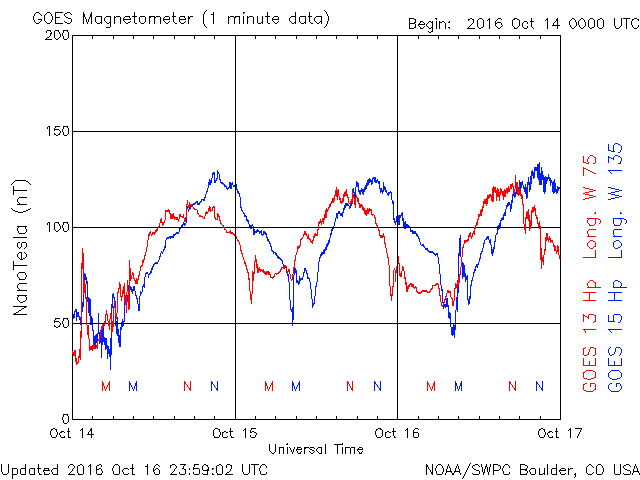 GOES Magnetometer (1 minute data)
Begin: 2016 Oct 14 0000 UTC
200
150
100
50
0
NanoTesla (nT)
M M N N M M N N M M N N
Oct 14 Oct 15 Oct 16 Oct 17
Universal Time
GOES 13 Hp Long. W 75
GOES 15 Hp Long. W 135
Updated 2016 Oct 16 23:59:02 UTC
NOAA/SWPC Boulder, CO USA